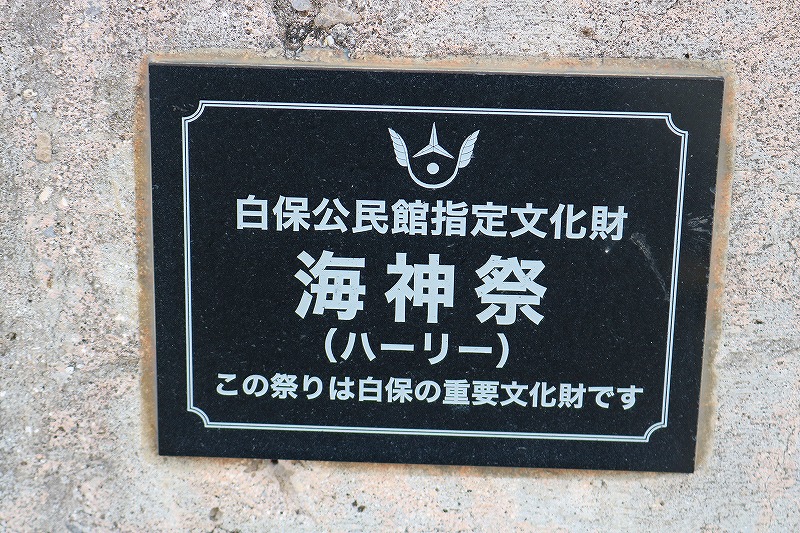 白保公民館指定文化財
海神祭
(ハーリー)
この祭りは白保の重要文化財です